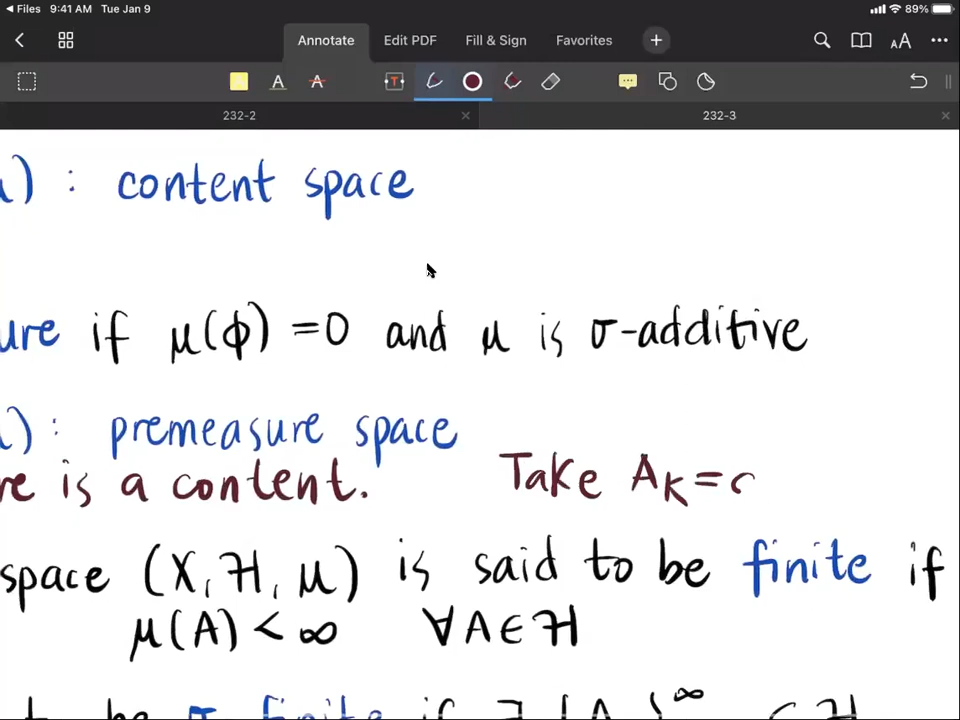 Files 9:41 AM Tue Jan 9 89%
Annotate Edit PDF Fill & Sign Favorites
232-2 232-3
) : content space
ure if μ(φ) =0 and μ is σ-additive
) : premeasure space
re is a content. Take Aₖ=
space (X, 𝓗, μ) is said to be finite if
μ(A) < ∞ ∀A∈𝓗